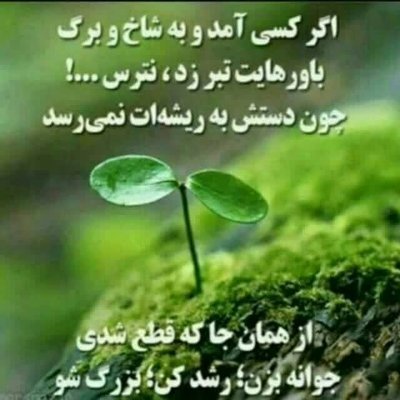 اگر کسی آمد و به شاخ و برگ
باورهایت تبر زد ، نترس ...!
چون دستش به ریشه‌ات نمی‌رسد
از همان جا که قطع شدی
جوانه بزن؛ رشد کن؛ بزرگ شو